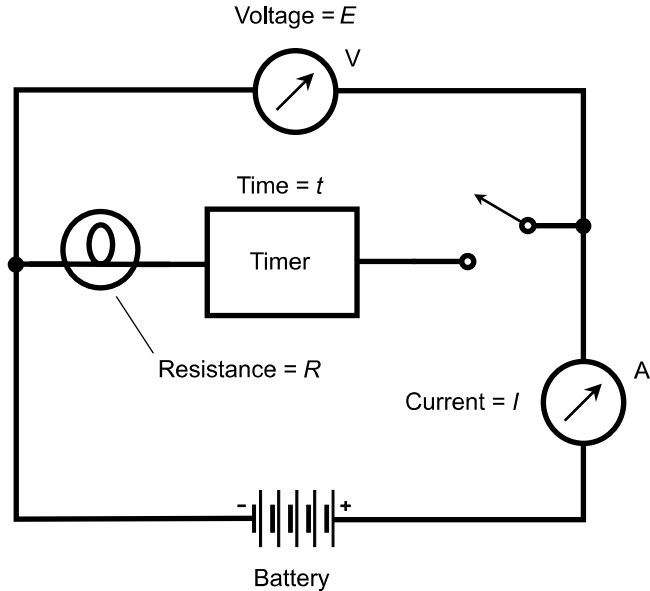 Voltage = E
V
Time = t
Timer
Resistance = R
A
Current = I
- +
Battery